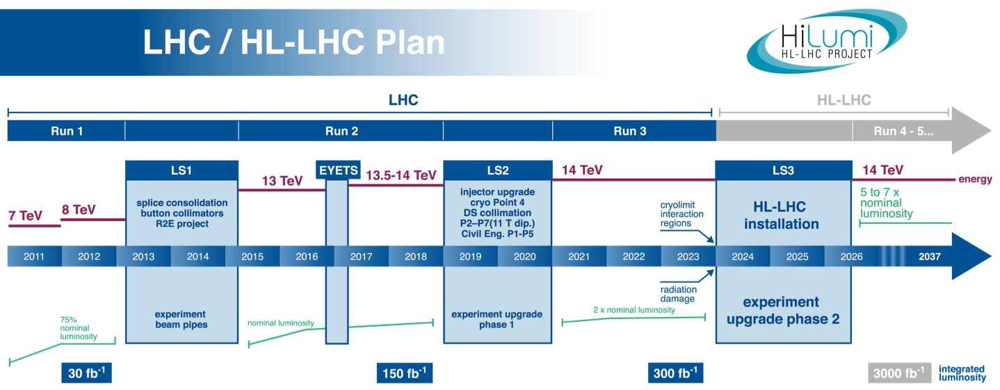 LHC / HL-LHC Plan
HiLumi
HL-LHC PROJECT
LHC
HL-LHC
Run 1
Run 2
Run 3
Run 4 - 5...
LS1
EYETS
LS2
LS3
7 TeV
8 TeV
13 TeV
13.5-14 TeV
14 TeV
14 TeV
energy
splice consolidation
button collimators
R2E project
injector upgrade
cryo Point 4
DS collimation
P2–P7(11 T dip.)
Civil Eng. P1-P5
cryolimit
interaction
regions
HL-LHC
installation
5 to 7 x
nominal
luminosity
2011
2012
2013
2014
2015
2016
2017
2018
2019
2020
2021
2022
2023
2024
2025
2026
2037
75%
nominal
luminosity
experiment
beam pipes
nominal luminosity
experiment upgrade
phase 1
2 x nominal luminosity
radiation
damage
experiment
upgrade phase 2
30 fb⁻¹
150 fb⁻¹
300 fb⁻¹
3000 fb⁻¹
integrated
luminosity